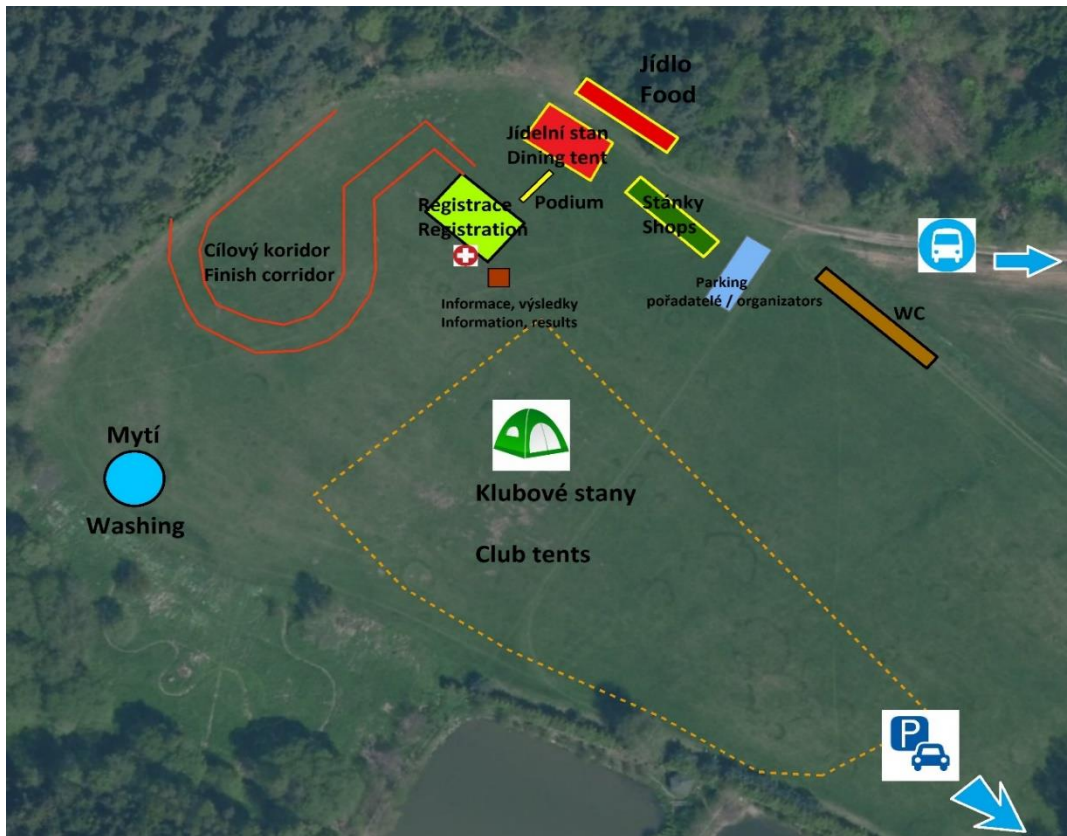 Jídlo
Food
Jídelní stan
Dining tent
Registrace
Registration
Podium
Stánky
Shops
Cílový koridor
Finish corridor
Parking
pořadatelé / organizators
Informace, výsledky
Information, results
WC
Mytí
Washing
Klubové stany
Club tents
P